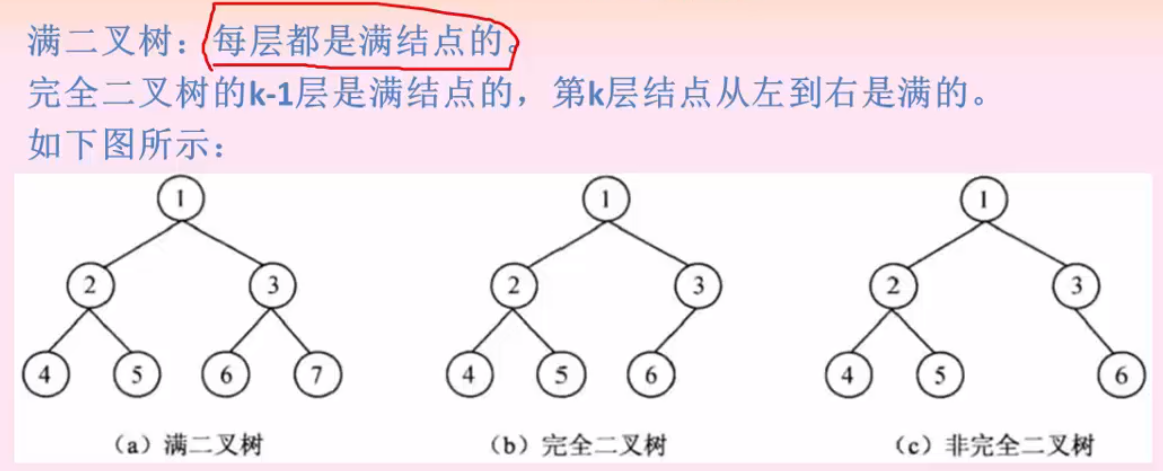 满二叉树：每层都是满结点的。
完全二叉树的k-1层是满结点的，第k层结点从左到右是满的。
如下图所示：
1 1 1
2 3 2 3 2 3
4 5 6 7 4 5 6 4 5 6
（a）满二叉树 （b）完全二叉树 （c）非完全二叉树